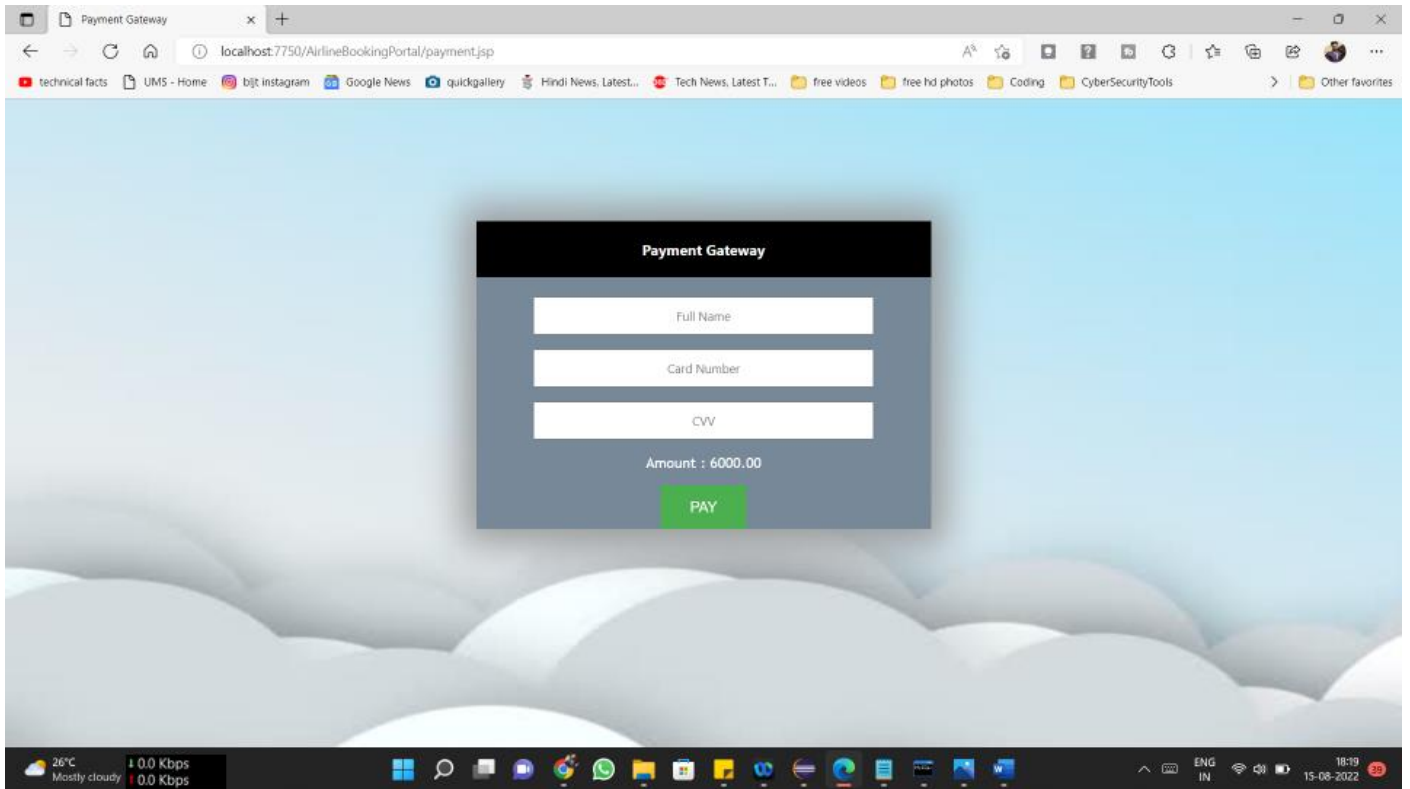 Payment Gateway
localhost:7750/AirlineBookingPortal/payment.jsp
technical facts UMS - Home bijt instagram Google News quickgallery Hindi News, Latest... Tech News, Latest T... free videos free hd photos Coding CyberSecurityTools Other favorites
Payment Gateway
Full Name
Card Number
CVV
Amount : 6000.00
PAY
26°C
Mostly cloudy
0.0 Kbps
0.0 Kbps
ENG
IN
18:19
15-08-2022
39